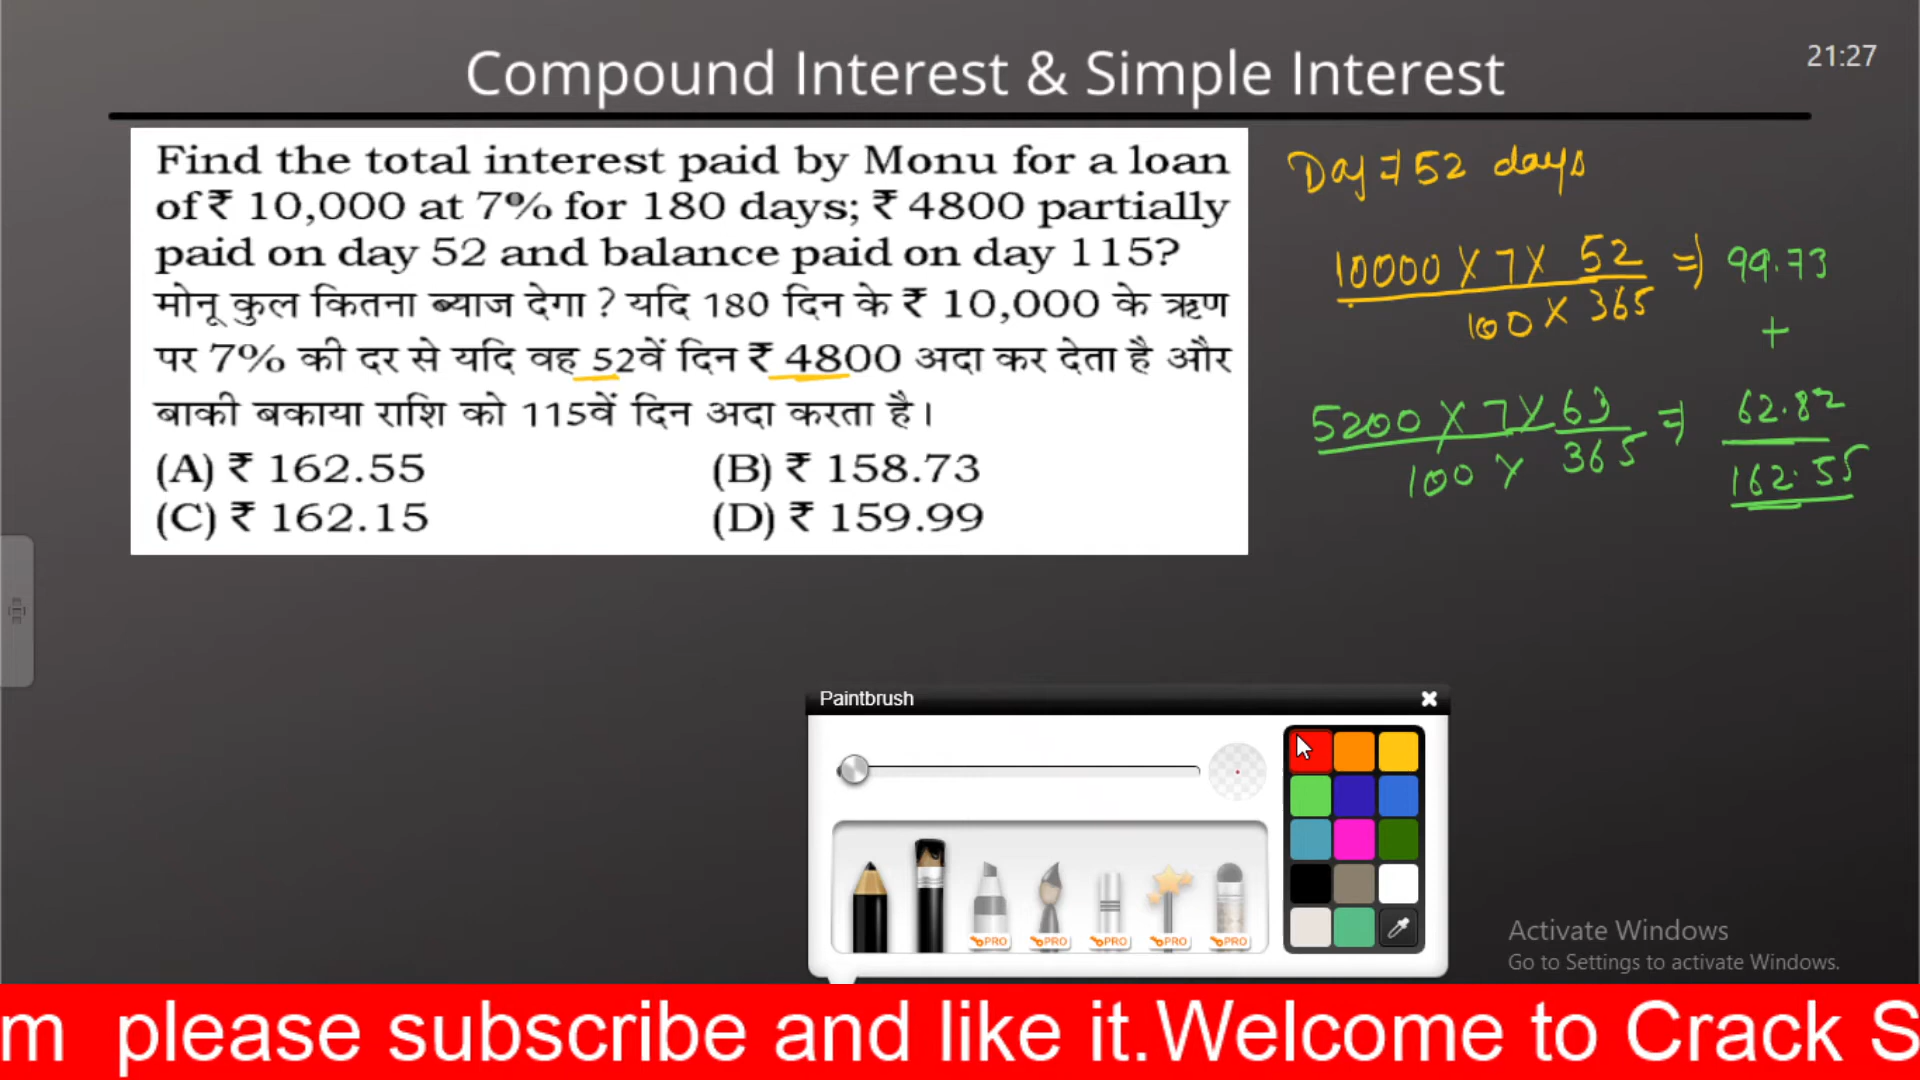 Compound Interest & Simple Interest
21:27
Find the total interest paid by Monu for a loan
of ₹ 10,000 at 7% for 180 days; ₹ 4800 partially
paid on day 52 and balance paid on day 115?
मोनू कुल कितना ब्याज देगा ? यदि 180 दिन के ₹ 10,000 के ऋण
पर 7% की दर से यदि वह 52वें दिन ₹ 4800 अदा कर देता है और
बाकी बकाया राशि को 115वें दिन अदा करता है।
(A) ₹ 162.55 (B) ₹ 158.73
(C) ₹ 162.15 (D) ₹ 159.99
Day => 52 days
10000 X 7 X 52 => 99.73
100 X 365
+
5200 X 7 X 63 => 62.82
100 X 365
162.55
Paintbrush
PRO PRO PRO PRO PRO
Activate Windows
Go to Settings to activate Windows.
m please subscribe and like it.Welcome to Crack S